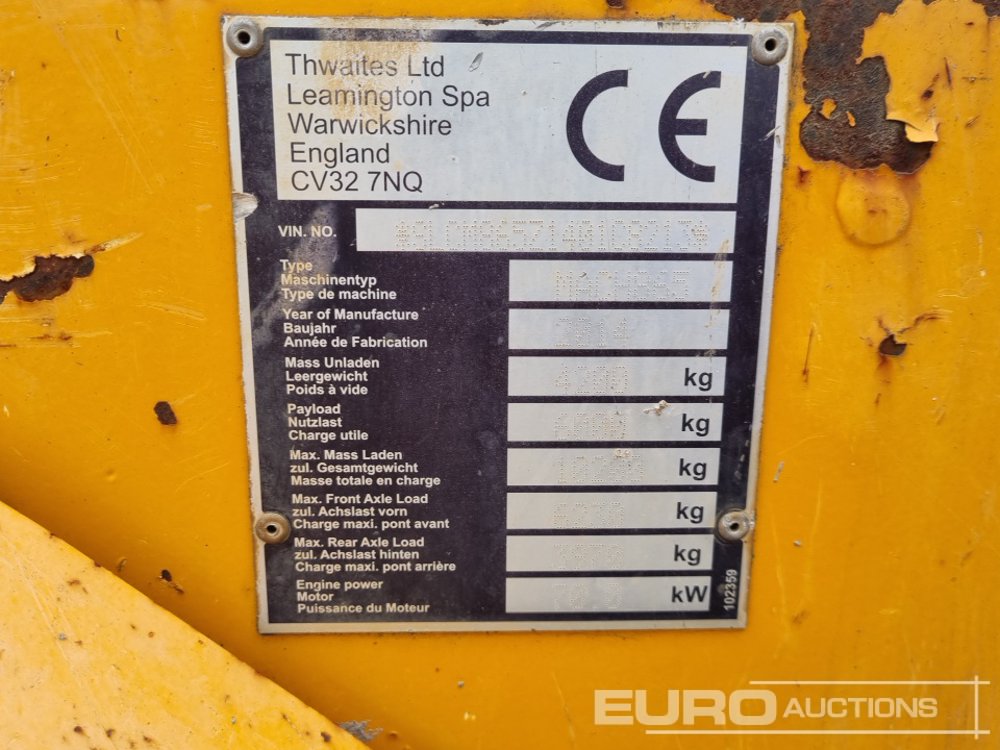 Thwaites Ltd
Leamington Spa
Warwickshire
England
CV32 7NQ
CE
VIN. NO.
Type
Maschinentyp
Type de machine
Year of Manufacture
Baujahr
Année de Fabrication
2014
Mass Unladen
Leergewicht
Poids à vide
kg
Payload
Nutzlast
Charge utile
kg
Max. Mass Laden
zul. Gesamtgewicht
Masse totale en charge
kg
Max. Front Axle Load
zul. Achslast vorn
Charge maxi. pont avant
kg
Max. Rear Axle Load
zul. Achslast hinten
Charge maxi. pont arrière
kg
Engine power
Motor
Puissance du Moteur
kW
102359
EURO AUCTIONS